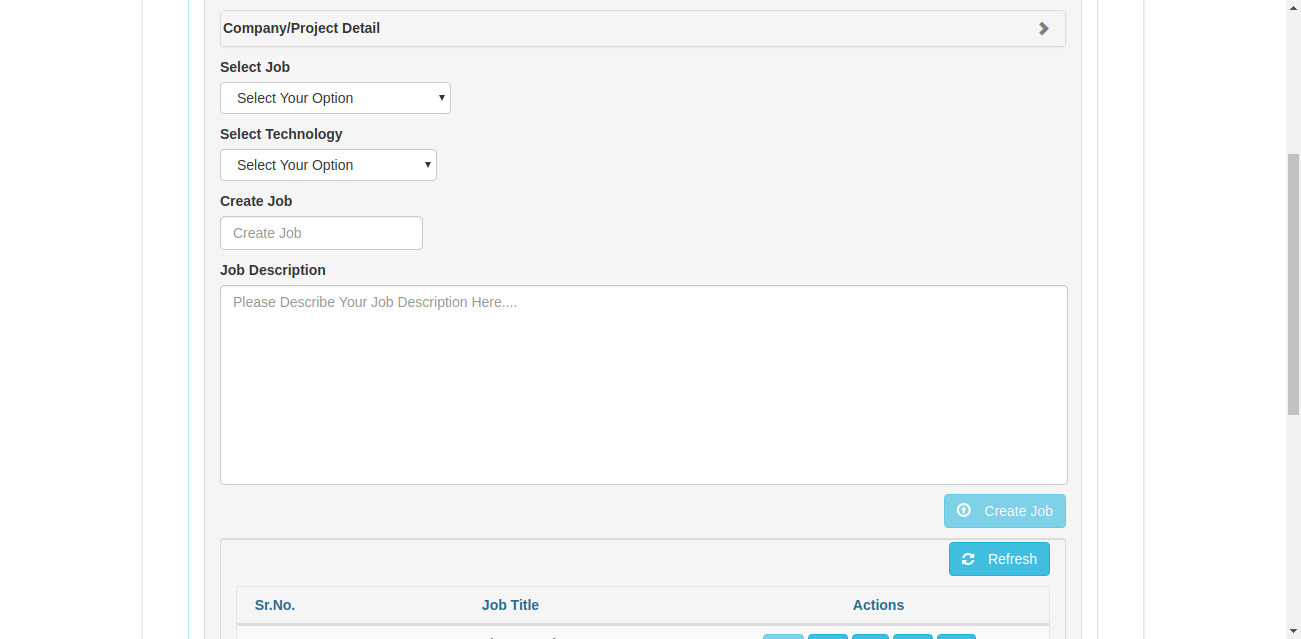 Company/Project Detail
Select Job
Select Your Option
Select Technology
Select Your Option
Create Job
Create Job
Job Description
Please Describe Your Job Description Here....
Create Job
Refresh
Sr.No. Job Title Actions